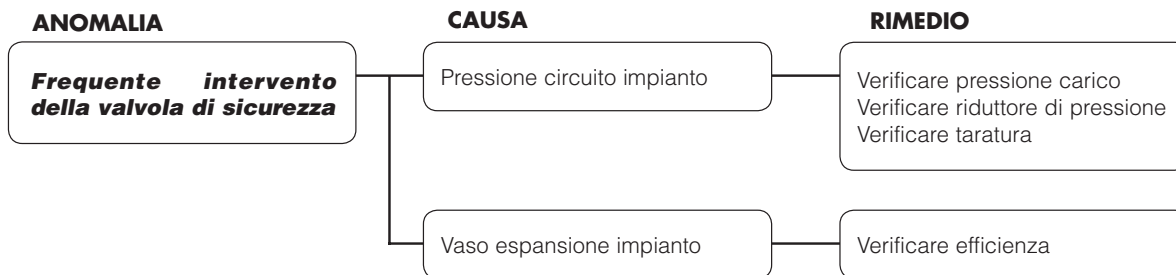 ANOMALIA
CAUSA
RIMEDIO
Frequente intervento
della valvola di sicurezza
Pressione circuito impianto
Verificare pressione carico
Verificare riduttore di pressione
Verificare taratura
Vaso espansione impianto
Verificare efficienza